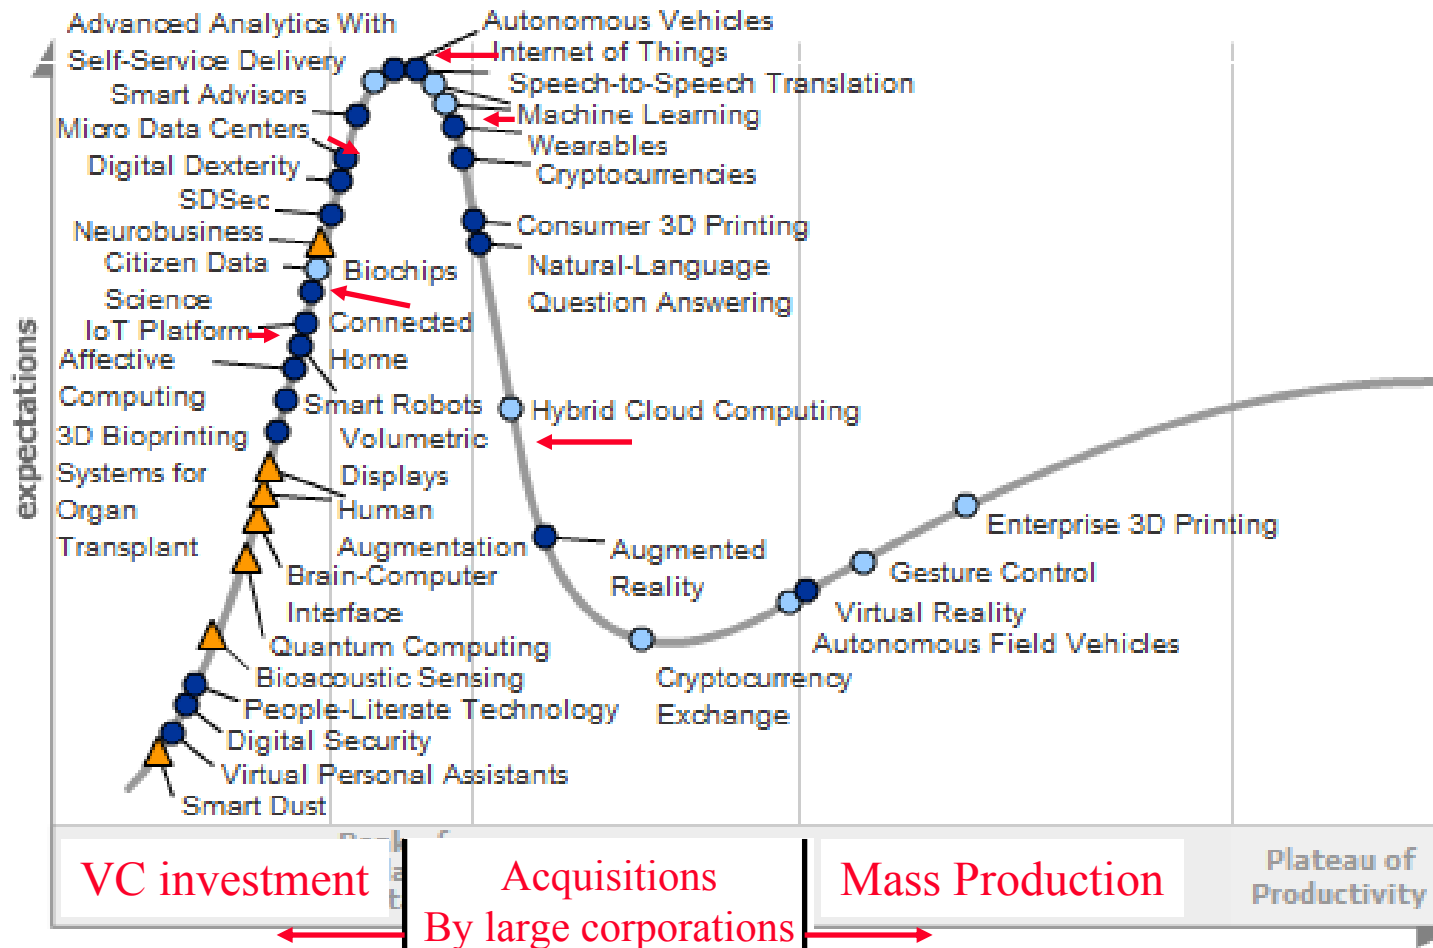 Advanced Analytics With
Self-Service Delivery
Autonomous Vehicles
Internet of Things
Speech-to-Speech Translation
Smart Advisors
Machine Learning
Micro Data Centers
Wearables
Digital Dexterity
Cryptocurrencies
SDSec
Consumer 3D Printing
Neurobusiness
Natural-Language
Question Answering
Citizen Data
Science
Biochips
IoT Platform
Connected
Home
Affective
Computing
Smart Robots
Hybrid Cloud Computing
3D Bioprinting
Systems for
Organ
Transplant
Volumetric
Displays
Human
Augmentation
Augmented
Reality
Enterprise 3D Printing
Brain-Computer
Interface
Gesture Control
Virtual Reality
Quantum Computing
Autonomous Field Vehicles
Bioacoustic Sensing
Cryptocurrency
Exchange
People-Literate Technology
Digital Security
Virtual Personal Assistants
Smart Dust
expectations
VC investment
Acquisitions
By large corporations
Mass Production
Plateau of
Productivity